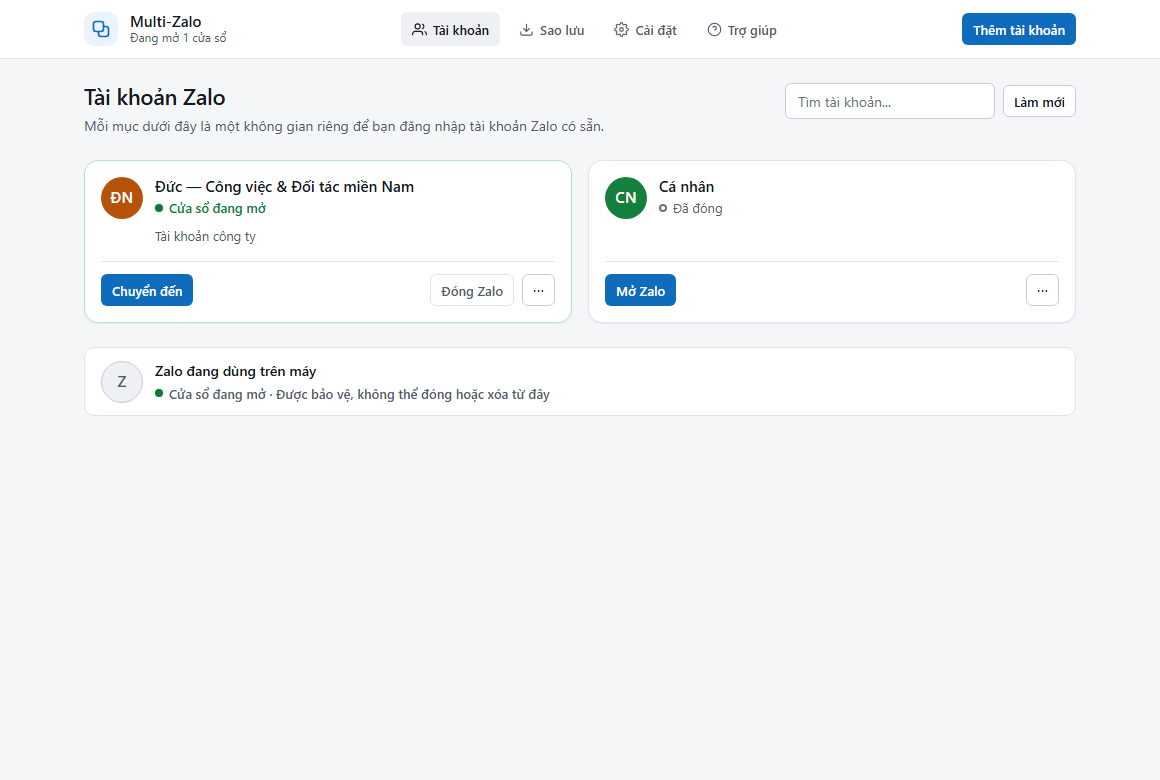 Multi-Zalo
Đang mở 1 cửa sổ
Tài khoản
Sao lưu
Cài đặt
Trợ giúp
Thêm tài khoản
Tài khoản Zalo
Mỗi mục dưới đây là một không gian riêng để bạn đăng nhập tài khoản Zalo có sẵn.
Tìm tài khoản...
Làm mới
ĐN
Đức — Công việc & Đối tác miền Nam
Cửa sổ đang mở
Tài khoản công ty
Chuyển đến
Đóng Zalo
...
CN
Cá nhân
Đã đóng
Mở Zalo
...
Z
Zalo đang dùng trên máy
Cửa sổ đang mở · Được bảo vệ, không thể đóng hoặc xóa từ đây